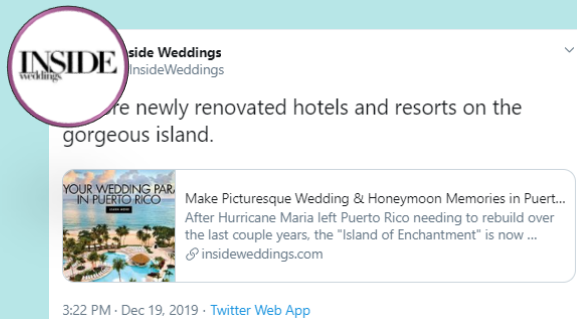 INSIDE
weddings
side Weddings
InsideWeddings
re newly renovated hotels and resorts on the
gorgeous island.
YOUR WEDDING PAR
IN PUERTO RICO
Make Picturesque Wedding & Honeymoon Memories in Puert...
After Hurricane Maria left Puerto Rico needing to rebuild over
the last couple years, the "Island of Enchantment" is now ...
insideweddings.com
3:22 PM · Dec 19, 2019 · Twitter Web App